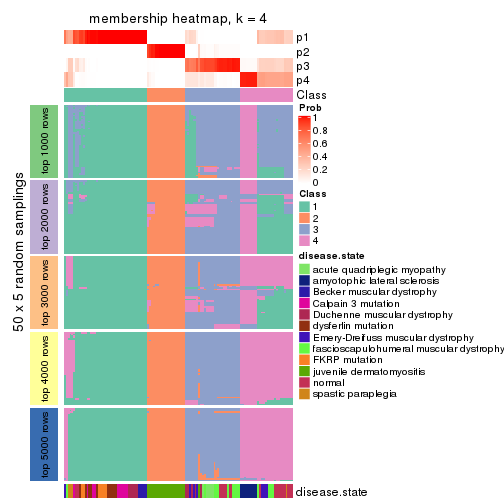 membership heatmap, k = 4
p1
p2
p3
p4
Class
50 x 5 random samplings
top 1000 rows
top 2000 rows
top 3000 rows
top 4000 rows
top 5000 rows
Prob
1
0.8
0.6
0.4
0.2
0
Class
1
2
3
4
disease.state
acute quadriplegic myopathy
amyotrophic lateral sclerosis
Becker muscular dystrophy
Calpain 3 mutation
Duchenne muscular dystrophy
dysferlin mutation
Emery-Dreifuss muscular dystrophy
fascioscapulohumeral muscular dystrophy
FKRP mutation
juvenile dermatomyositis
normal
spastic paraplegia
disease.state